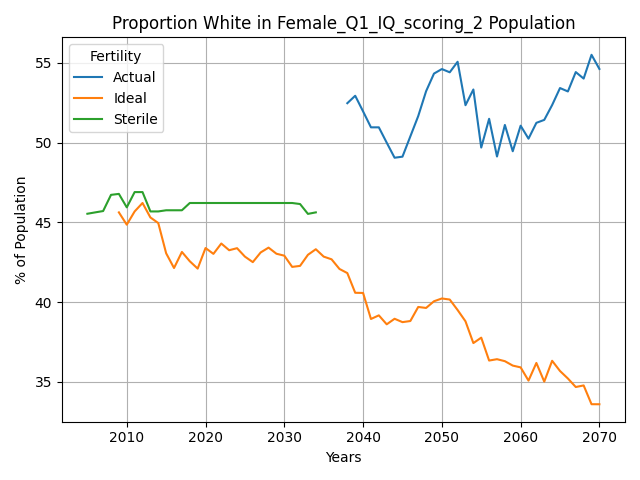 Proportion White in Female_Q1_IQ_scoring_2 Population
Fertility
Actual
Ideal
Sterile
% of Population
55
50
45
40
35
2010 2020 2030 2040 2050 2060 2070
Years